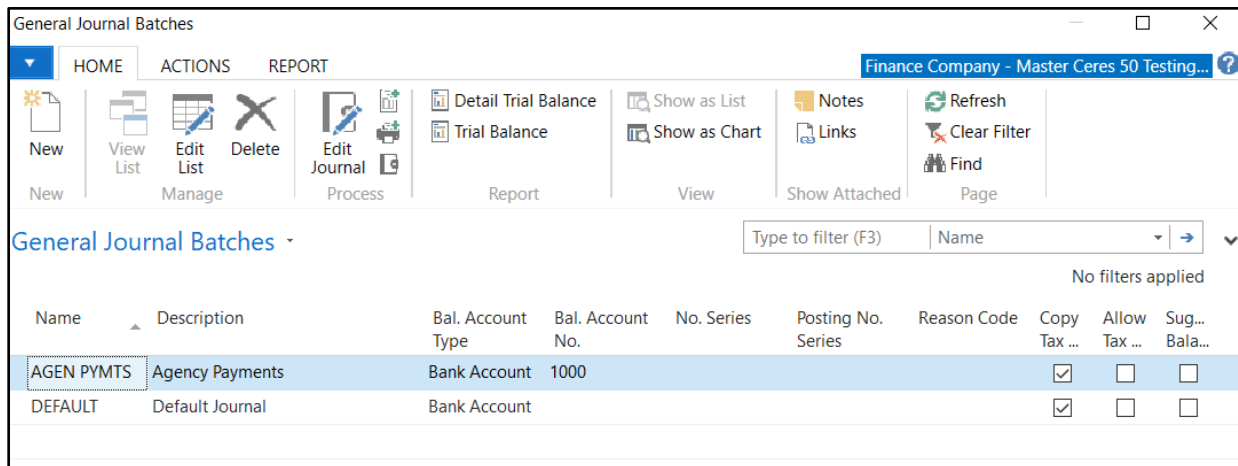 General Journal Batches
HOME ACTIONS REPORT Finance Company - Master Ceres 50 Testing... ?
New View List Edit List Delete Edit Journal Detail Trial Balance Show as List Notes Refresh
Trial Balance Show as Chart Links Clear Filter
Find
New Manage Process Report View Show Attached Page
General Journal Batches Type to filter (F3) Name
No filters applied
Name Description Bal. Account Type Bal. Account No. No. Series Posting No. Series Reason Code Copy Tax ... Allow Tax ... Sug... Bala...
AGEN PYMTS Agency Payments Bank Account 1000
DEFAULT Default Journal Bank Account